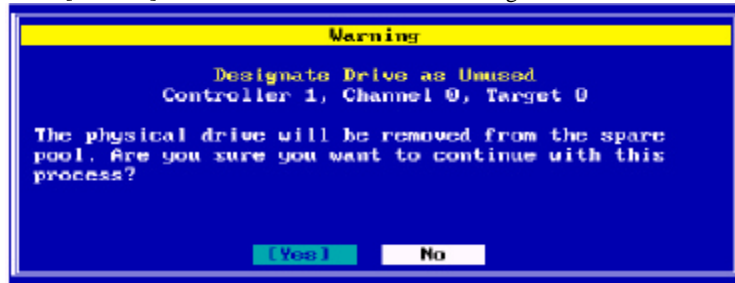 Warning
Designate Drive as Unused
Controller 1, Channel 0, Target 0
The physical drive will be removed from the spare
pool. Are you sure you want to continue with this
process?
[Yes] No